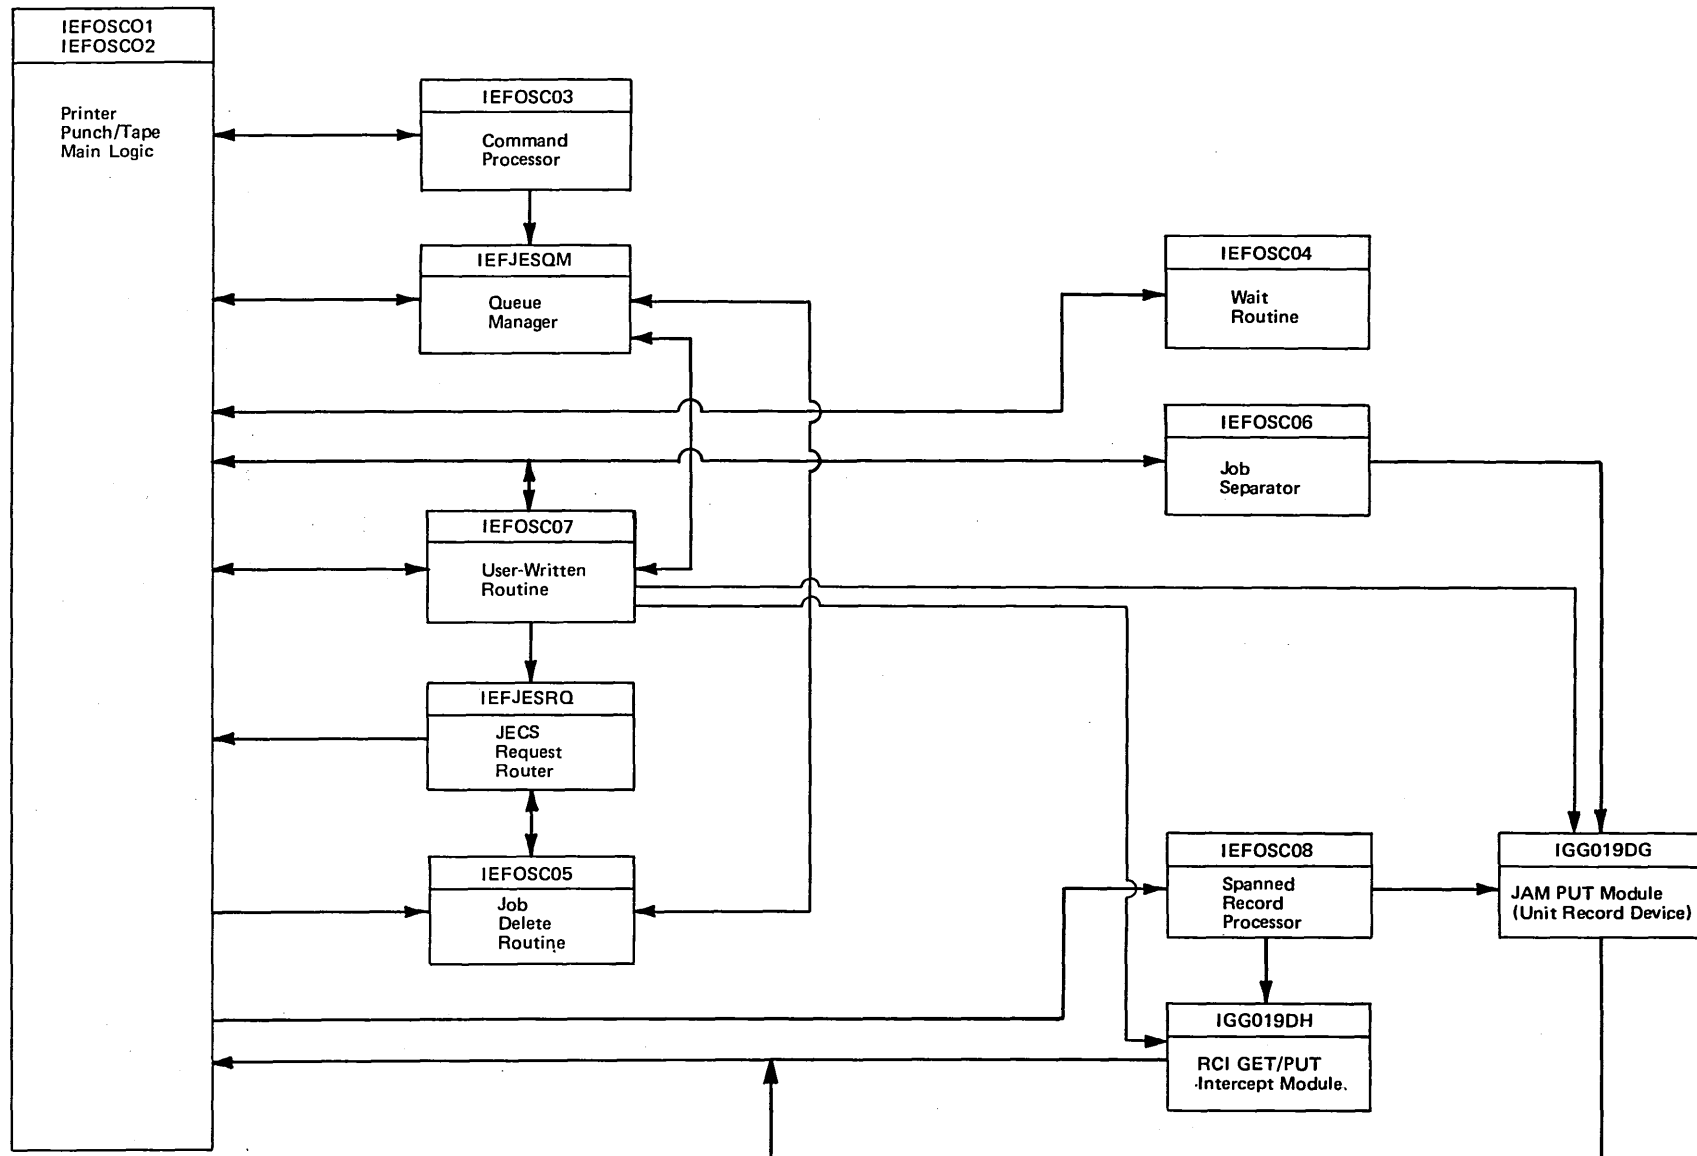 IEFOSCO1
IEFOSCO2
Printer
Punch/Tape
Main Logic
IEFOSC03
Command
Processor
IEFJESQM
Queue
Manager
IEFOSC04
Wait
Routine
IEFOSC06
Job
Separator
IEFOSC07
User-Written
Routine
IEFJESRQ
JECS
Request
Router
IEFOSC05
Job
Delete
Routine
IEFOSC08
Spanned
Record
Processor
IGG019DG
JAM PUT Module
(Unit Record Device)
IGG019DH
RCI GET/PUT
Intercept Module.